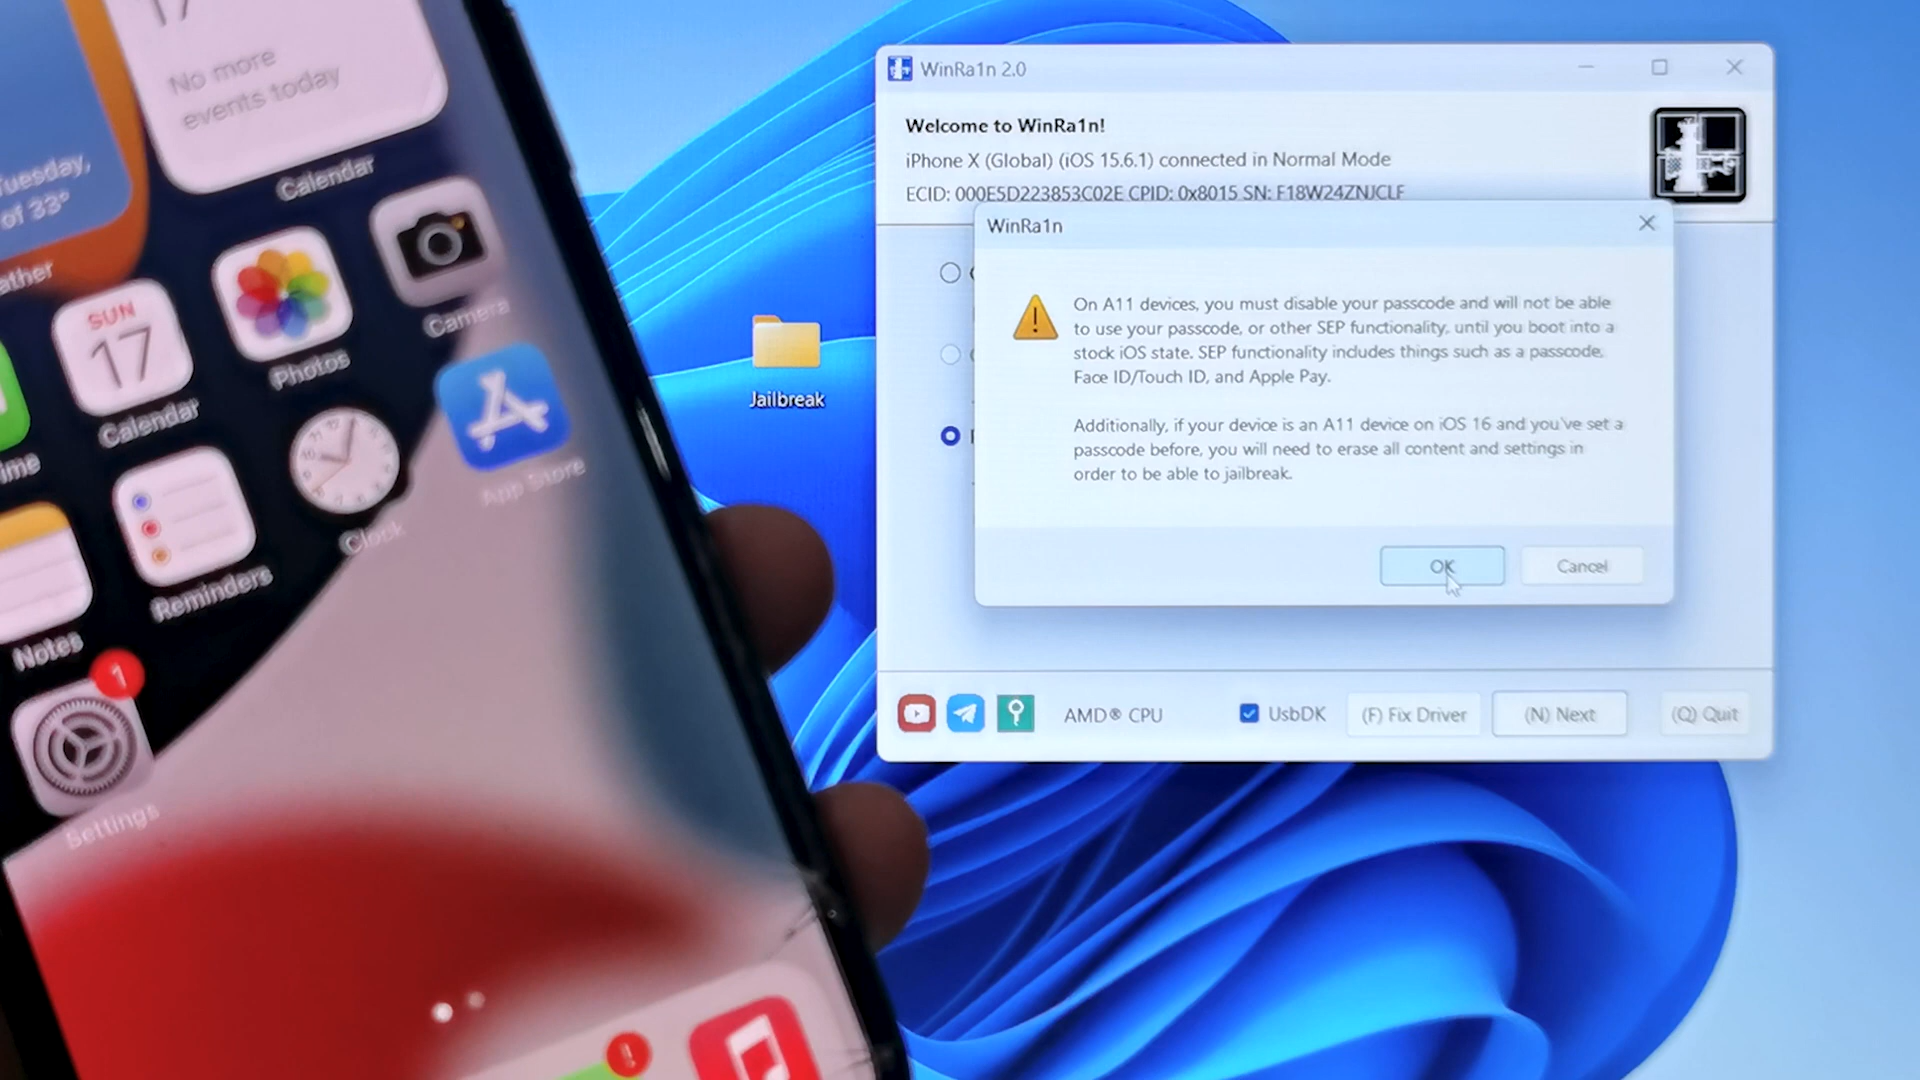 17
No more
events today
Calendar
Tuesday,
of 33°
SUN
17
Calendar
Photos
Camera
Reminders
Clock
App Store
Notes
1
Settings
Jailbreak
WinRa1n 2.0
Welcome to WinRa1n!
iPhone X (Global) (iOS 15.6.1) connected in Normal Mode
ECID: 000E5D223853C02E CPID: 0x8015 SN: F18W24ZNJCLF
WinRa1n
On A11 devices, you must disable your passcode and will not be able
to use your passcode, or other SEP functionality, until you boot into a
stock iOS state. SEP functionality includes things such as a passcode,
Face ID/Touch ID, and Apple Pay.
Additionally, if your device is an A11 device on iOS 16 and you've set a
passcode before, you will need to erase all content and settings in
order to be able to jailbreak.
OK
Cancel
AMD® CPU
UsbDK
(F) Fix Driver
(N) Next
(Q) Quit